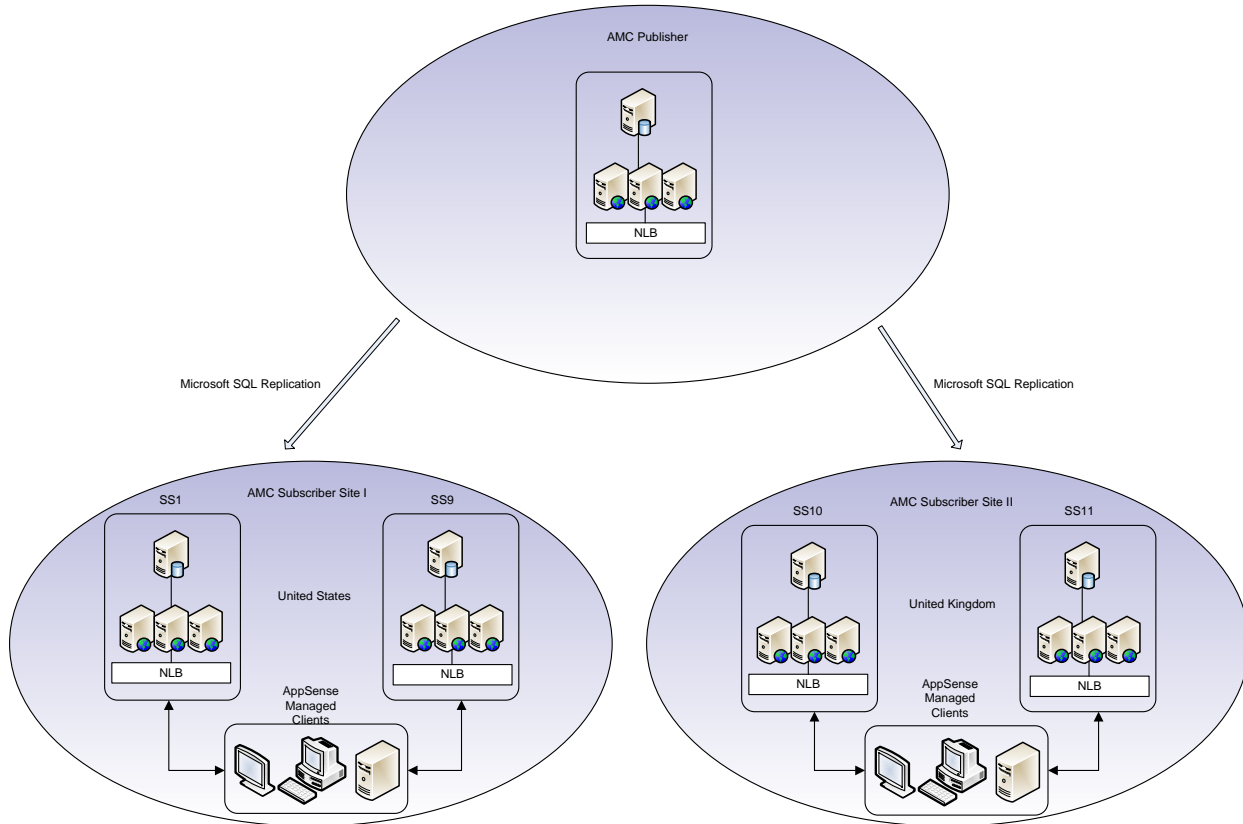 AMC Publisher
NLB
Microsoft SQL Replication
Microsoft SQL Replication
AMC Subscriber Site I
SS1
SS9
United States
NLB
NLB
AppSense
Managed
Clients
AMC Subscriber Site II
SS10
SS11
United Kingdom
NLB
NLB
AppSense
Managed
Clients